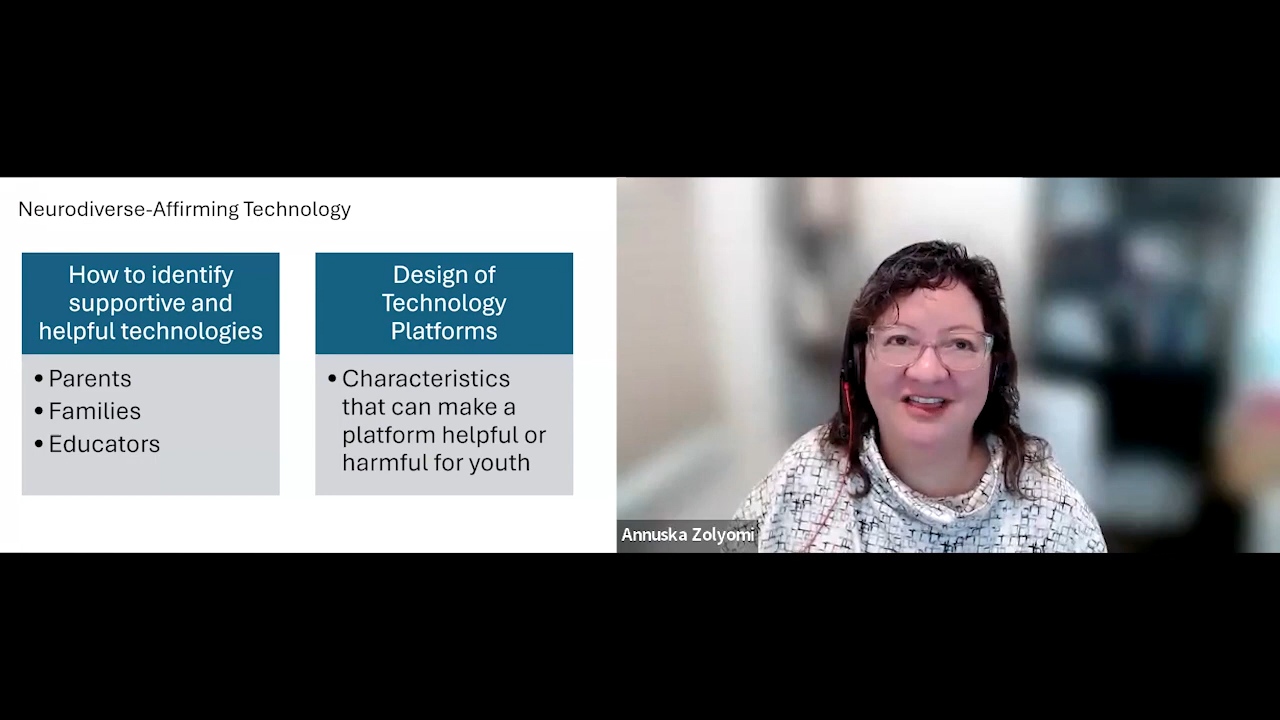 Neurodiverse-Affirming Technology
How to identify
supportive and
helpful technologies
• Parents
• Families
• Educators
Design of
Technology
Platforms
• Characteristics
that can make a
platform helpful or
harmful for youth
Annuska Zolyomi